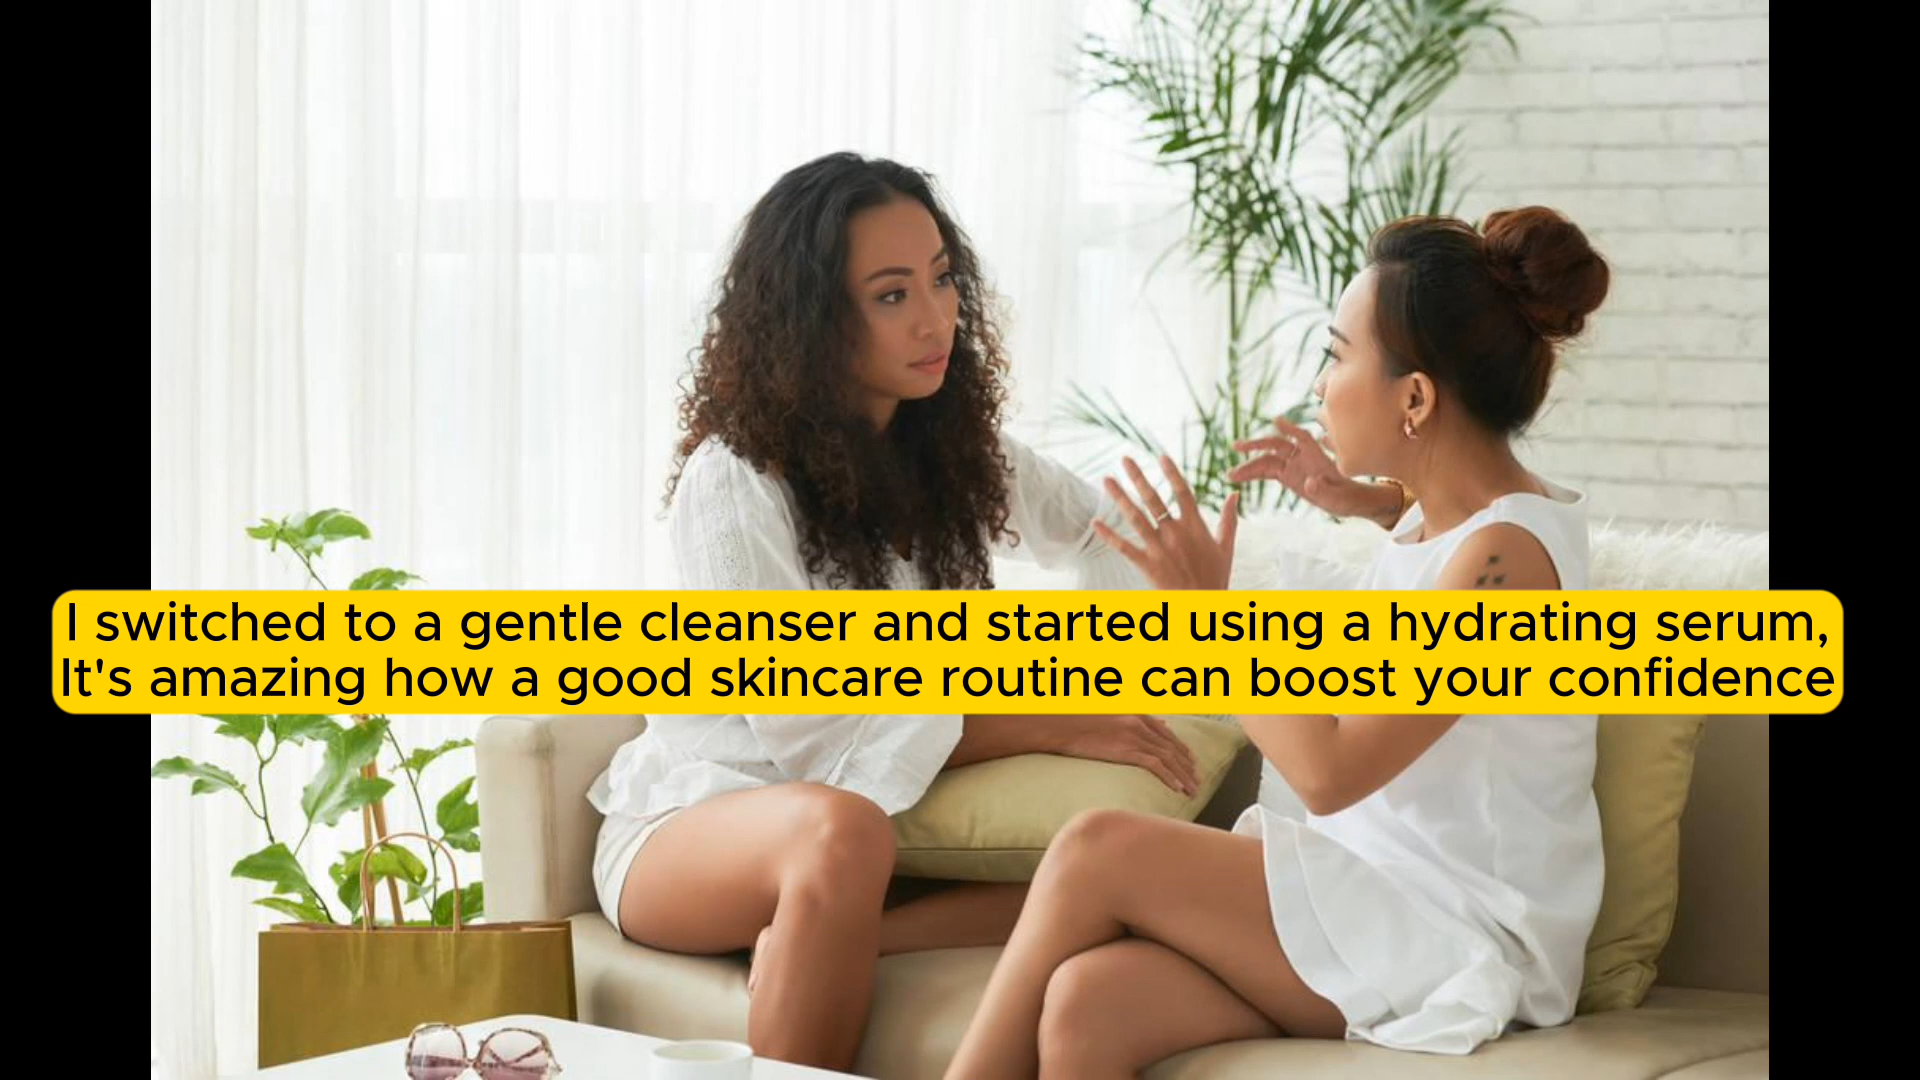 I switched to a gentle cleanser and started using a hydrating serum,
It's amazing how a good skincare routine can boost your confidence